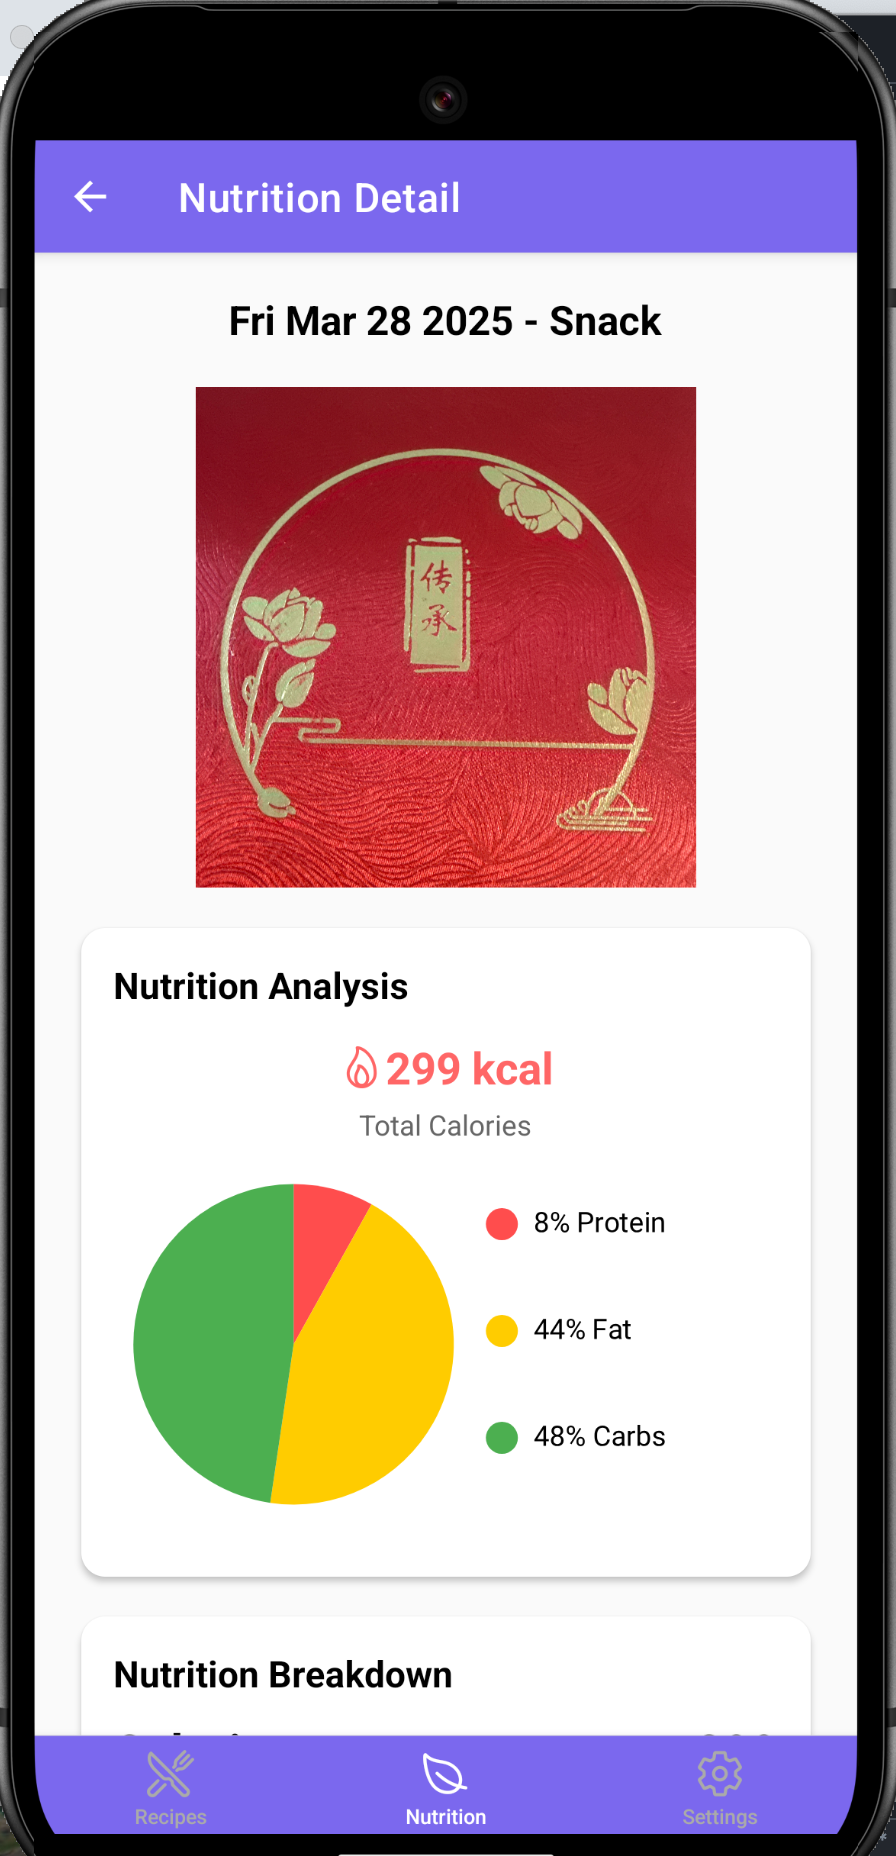 Nutrition Detail
Fri Mar 28 2025 - Snack
传
承
Nutrition Analysis
299 kcal
Total Calories
8% Protein
44% Fat
48% Carbs
Nutrition Breakdown
Recipes
Nutrition
Settings